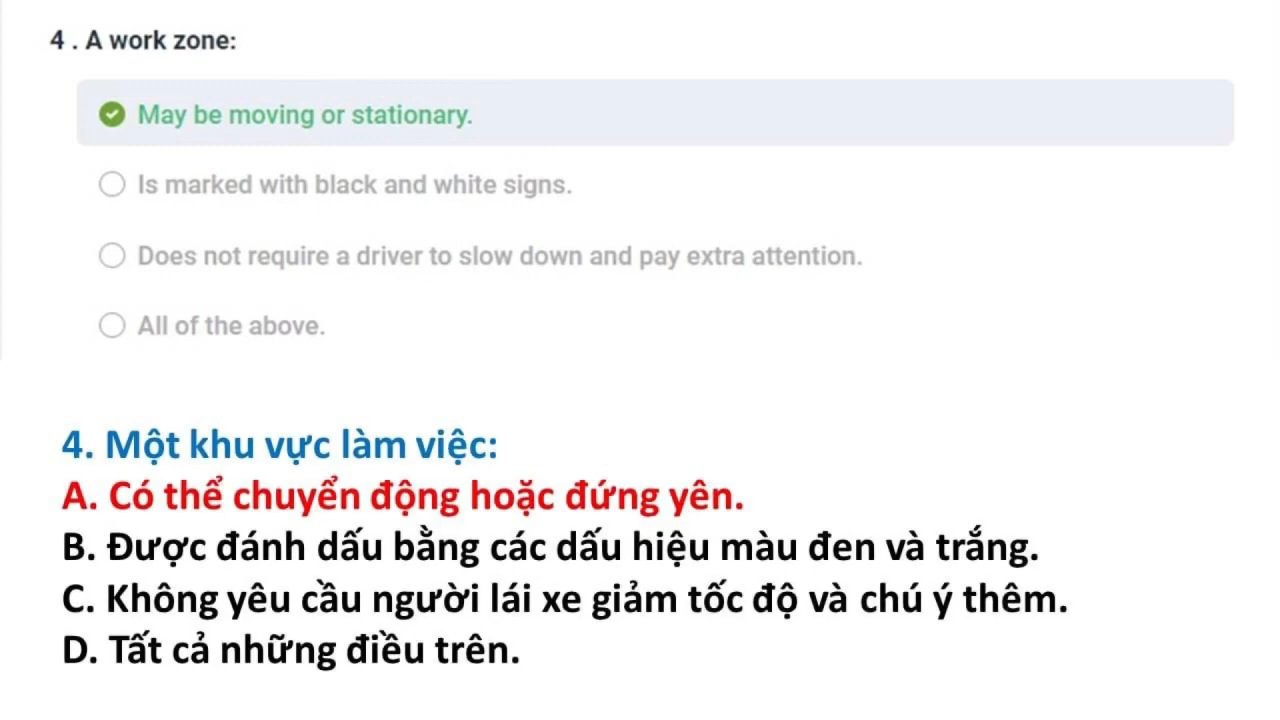 4 . A work zone:
May be moving or stationary.
Is marked with black and white signs.
Does not require a driver to slow down and pay extra attention.
All of the above.
4. Một khu vực làm việc:
A. Có thể chuyển động hoặc đứng yên.
B. Được đánh dấu bằng các dấu hiệu màu đen và trắng.
C. Không yêu cầu người lái xe giảm tốc độ và chú ý thêm.
D. Tất cả những điều trên.